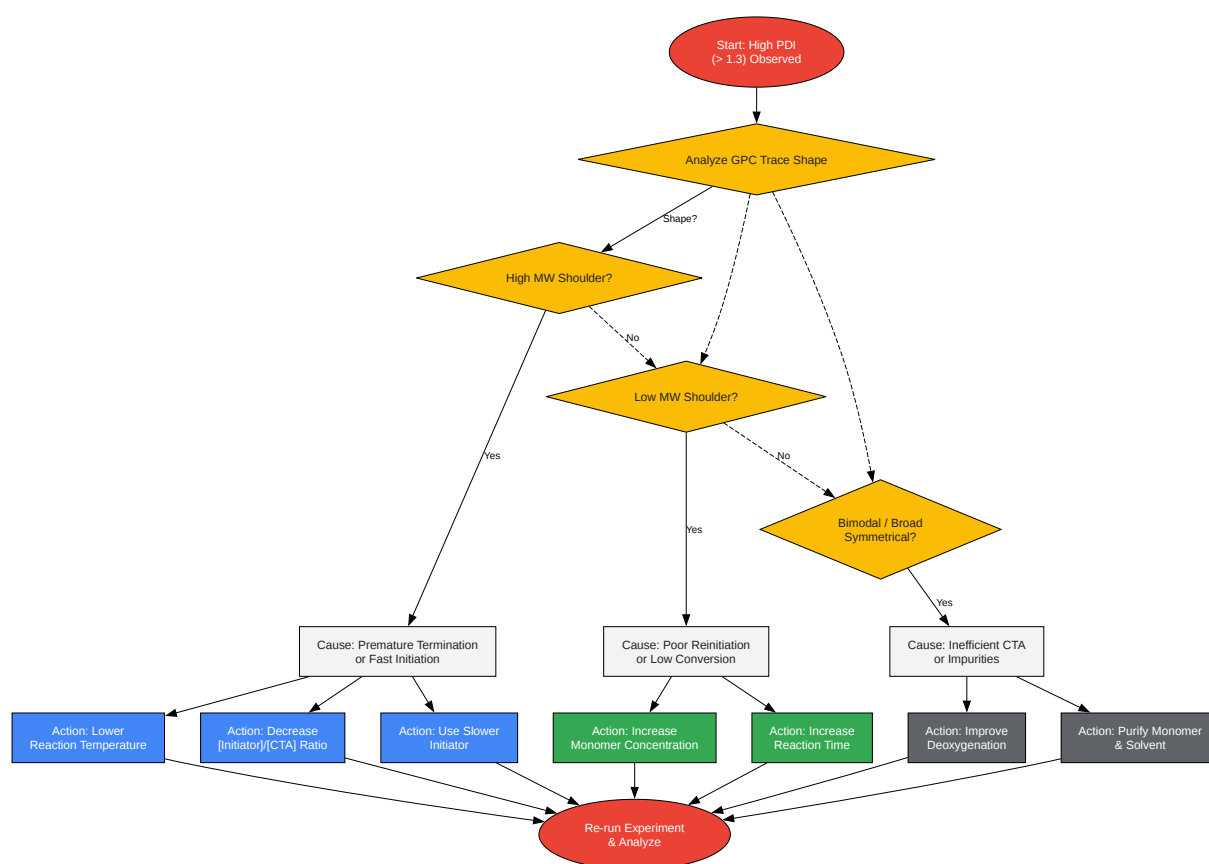 Start: High PDI
(> 1.3) Observed
Analyze GPC Trace Shape
Shape?
High MW Shoulder?
No
Low MW Shoulder?
Yes
No
Bimodal / Broad
Symmetrical?
Yes
Yes
Cause: Premature Termination
or Fast Initiation
Cause: Poor Reinitiation
or Low Conversion
Cause: Inefficient CTA
or Impurities
Action: Lower
Reaction Temperature
Action: Decrease
[Initiator]/[CTA] Ratio
Action: Use Slower
Initiator
Action: Increase
Monomer Concentration
Action: Increase
Reaction Time
Action: Improve
Deoxygenation
Action: Purify Monomer
& Solvent
Re-run Experiment
& Analyze